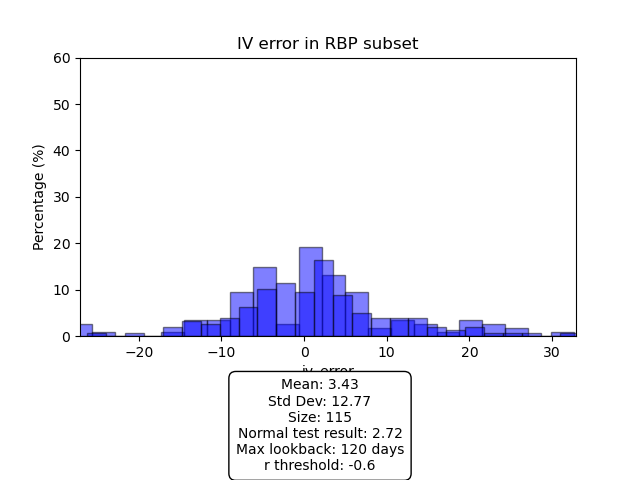 IV error in RBP subset
Percentage (%)
60
50
40
30
20
10
0
−20
−10
0
10
20
30
iv_error
Mean: 3.43
Std Dev: 12.77
Size: 115
Normal test result: 2.72
Max lookback: 120 days
r threshold: -0.6